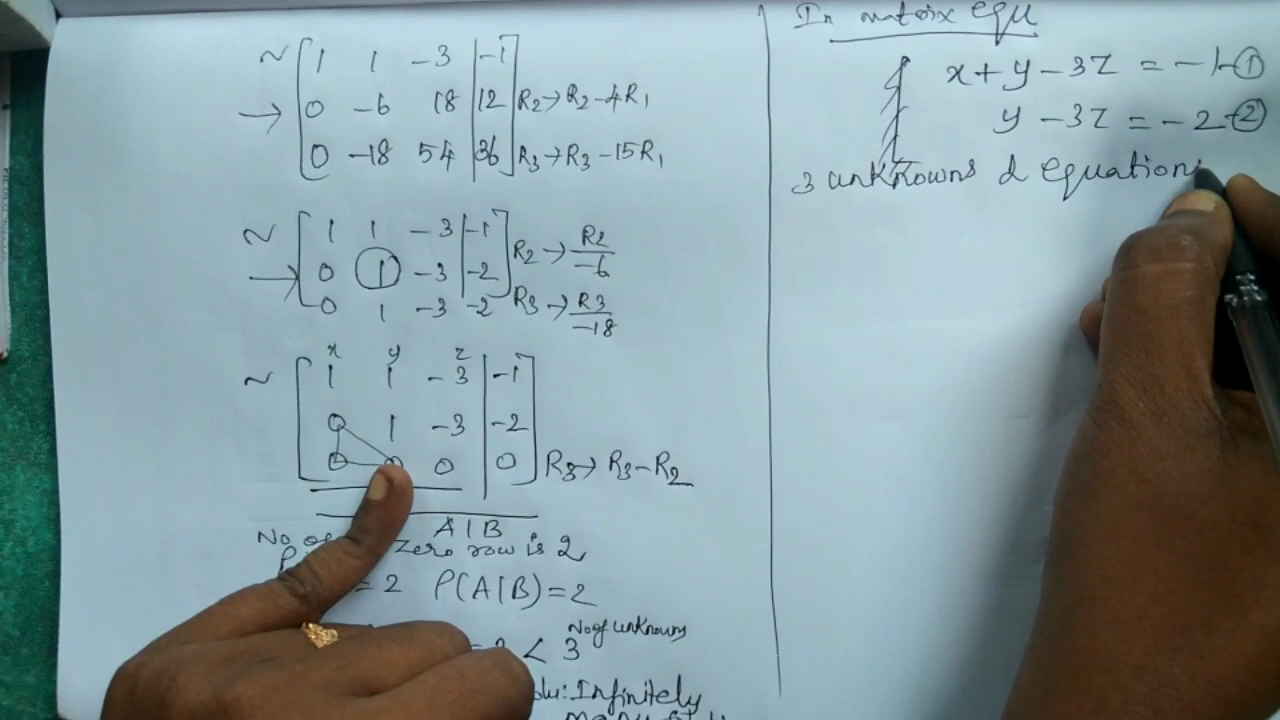 ~ [ 1 1 -3 | -1 ]
→ 0 -6 18 | 12 R2→R2-4R1
0 -18 54 | 36 R3→R3-15R1
~ [ 1 1 -3 | -1 ]
→ 0 1 -3 | -2 R2→R2/-6
0 1 -3 -2 R3→R3/-18
x y z
~ [ 1 1 -3 | -1 ]
0 1 -3 | -2
0 0 0 | 0 R3→R3-R2
A|B
No of zero row is 2
= 2 P(A|B)=2
No of unknowns
< 3
Infinitely
In matrix equ
x+y-3z = -1-①
y-3z = -2-②
3 unknowns 2 equations